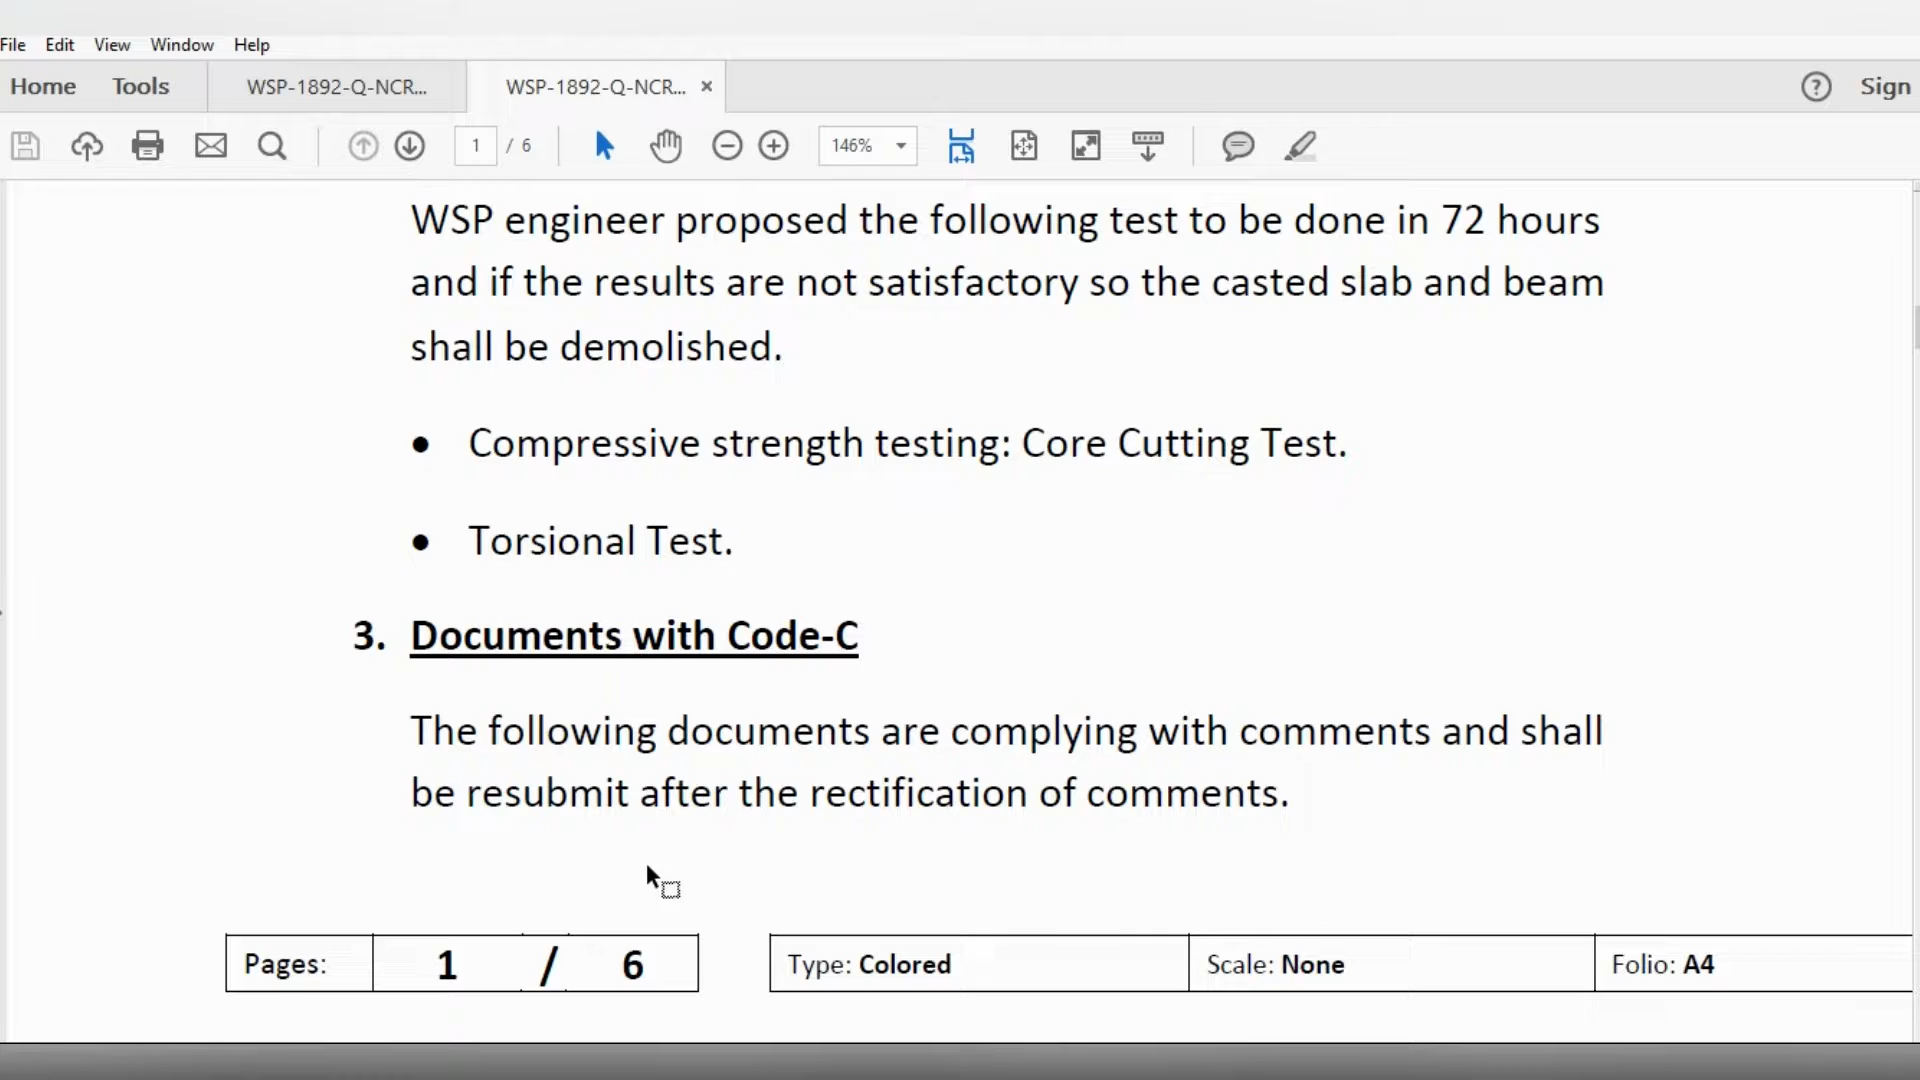 File Edit View Window Help
Home Tools WSP-1892-Q-NCR... WSP-1892-Q-NCR... × ? Sign
1 / 6 146%
WSP engineer proposed the following test to be done in 72 hours
and if the results are not satisfactory so the casted slab and beam
shall be demolished.
• Compressive strength testing: Core Cutting Test.
• Torsional Test.
3. Documents with Code-C
The following documents are complying with comments and shall
be resubmit after the rectification of comments.
Pages: 1 / 6 Type: Colored Scale: None Folio: A4